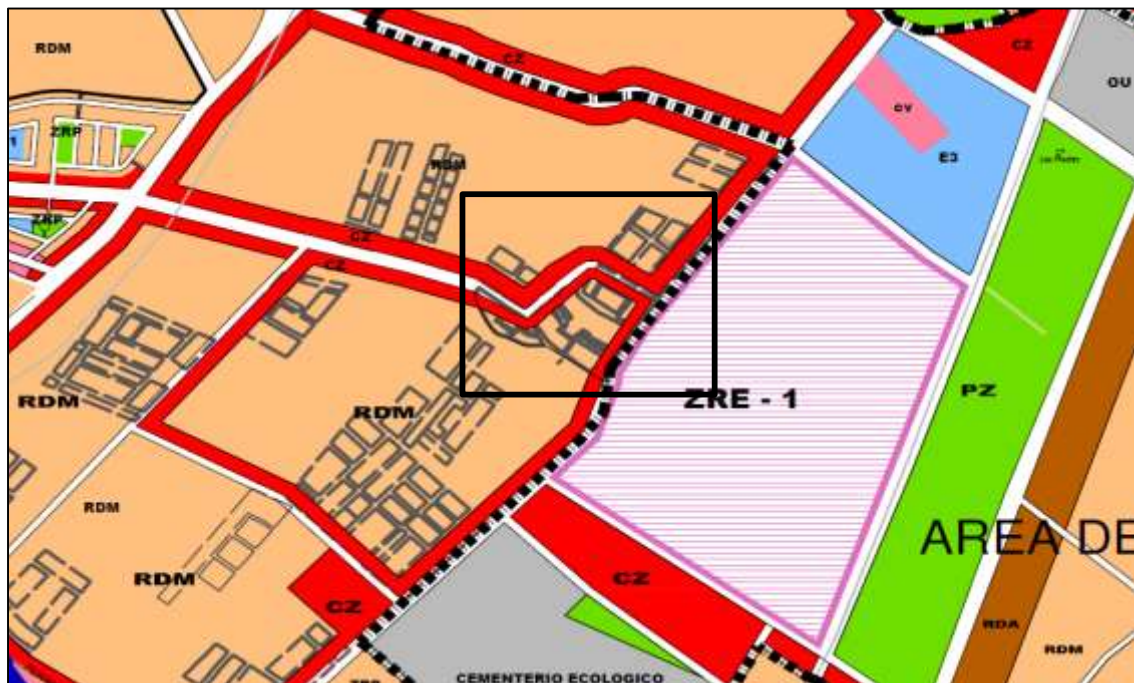 RDM
CZ
CZ
OU
CV
E3
ZRP
RDM
ZRP
CZ
CZ
RDM
RDM
ZRE - 1
PZ
RDM
AREA DE
RDM
CZ
CZ
RDA
RDM
CEMENTERIO ECOLOGICO